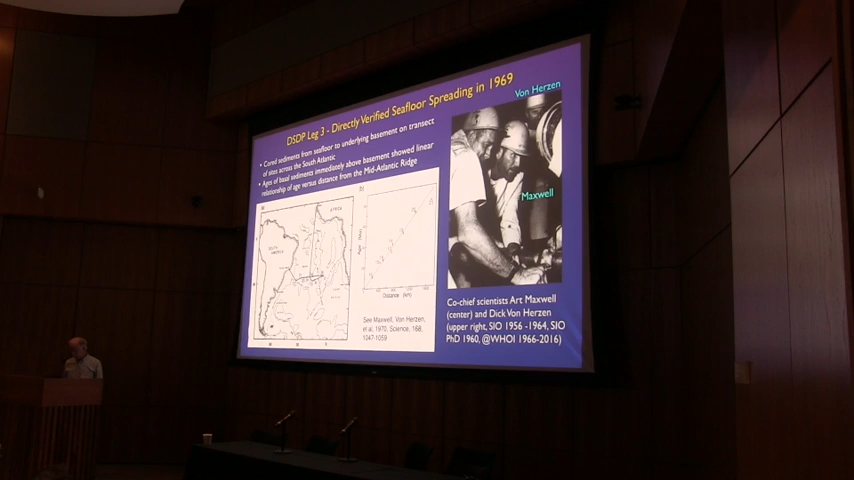 DSDP Leg 3 - Directly Verified Seafloor Spreading in 1969
• Cored sediments from seafloor to underlying basement on transect
of sites across the South Atlantic
• Ages of basal sediments immediately above basement showed linear
relationship of age versus distance from the Mid-Atlantic Ridge
Von Herzen
Maxwell
AFRICA
SOUTH
AMERICA
Distance (km)
See Maxwell, Von Herzen,
et al, 1970, Science, 168,
1047-1059
Co-chief scientists Art Maxwell
(center) and Dick Von Herzen
(upper right, SIO 1956 -1964, SIO
PhD 1960, @WHOI 1966-2016)